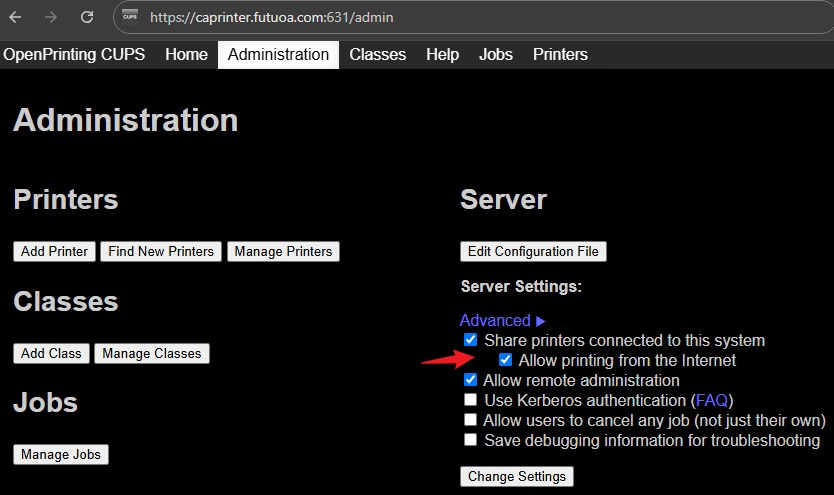 CUPS https://caprinter.futuoa.com:631/admin
OpenPrinting CUPS Home Administration Classes Help Jobs Printers
Administration
Printers
Add Printer Find New Printers Manage Printers
Classes
Add Class Manage Classes
Jobs
Manage Jobs
Server
Edit Configuration File
Server Settings:
Advanced ▶
Share printers connected to this system
Allow printing from the Internet
Allow remote administration
Use Kerberos authentication (FAQ)
Allow users to cancel any job (not just their own)
Save debugging information for troubleshooting
Change Settings